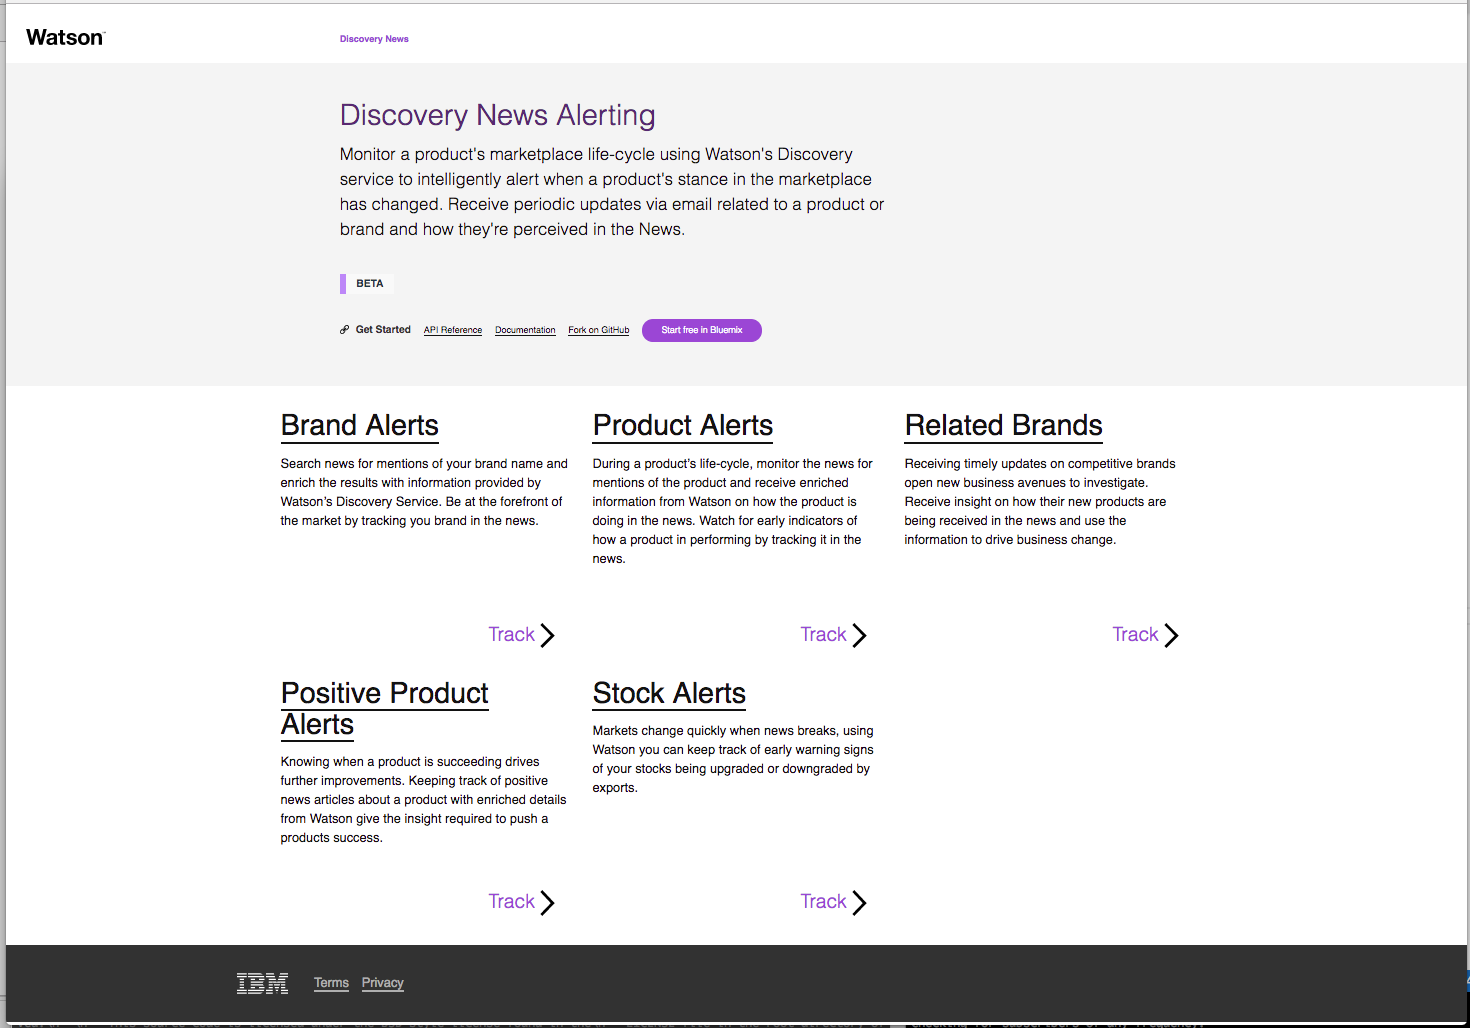 Watson™
Discovery News
Discovery News Alerting
Monitor a product's marketplace life-cycle using Watson's Discovery
service to intelligently alert when a product's stance in the marketplace
has changed. Receive periodic updates via email related to a product or
brand and how they're perceived in the News.
BETA
Get Started API Reference Documentation Fork on GitHub Start free in Bluemix
Brand Alerts
Search news for mentions of your brand name and
enrich the results with information provided by
Watson's Discovery Service. Be at the forefront of
the market by tracking you brand in the news.
Track
Product Alerts
During a product's life-cycle, monitor the news for
mentions of the product and receive enriched
information from Watson on how the product is
doing in the news. Watch for early indicators of
how a product in performing by tracking it in the
news.
Track
Related Brands
Receiving timely updates on competitive brands
open new business avenues to investigate.
Receive insight on how their new products are
being received in the news and use the
information to drive business change.
Track
Positive Product
Alerts
Knowing when a product is succeeding drives
further improvements. Keeping track of positive
news articles about a product with enriched details
from Watson give the insight required to push a
products success.
Track
Stock Alerts
Markets change quickly when news breaks, using
Watson you can keep track of early warning signs
of your stocks being upgraded or downgraded by
exports.
Track
IBM Terms Privacy